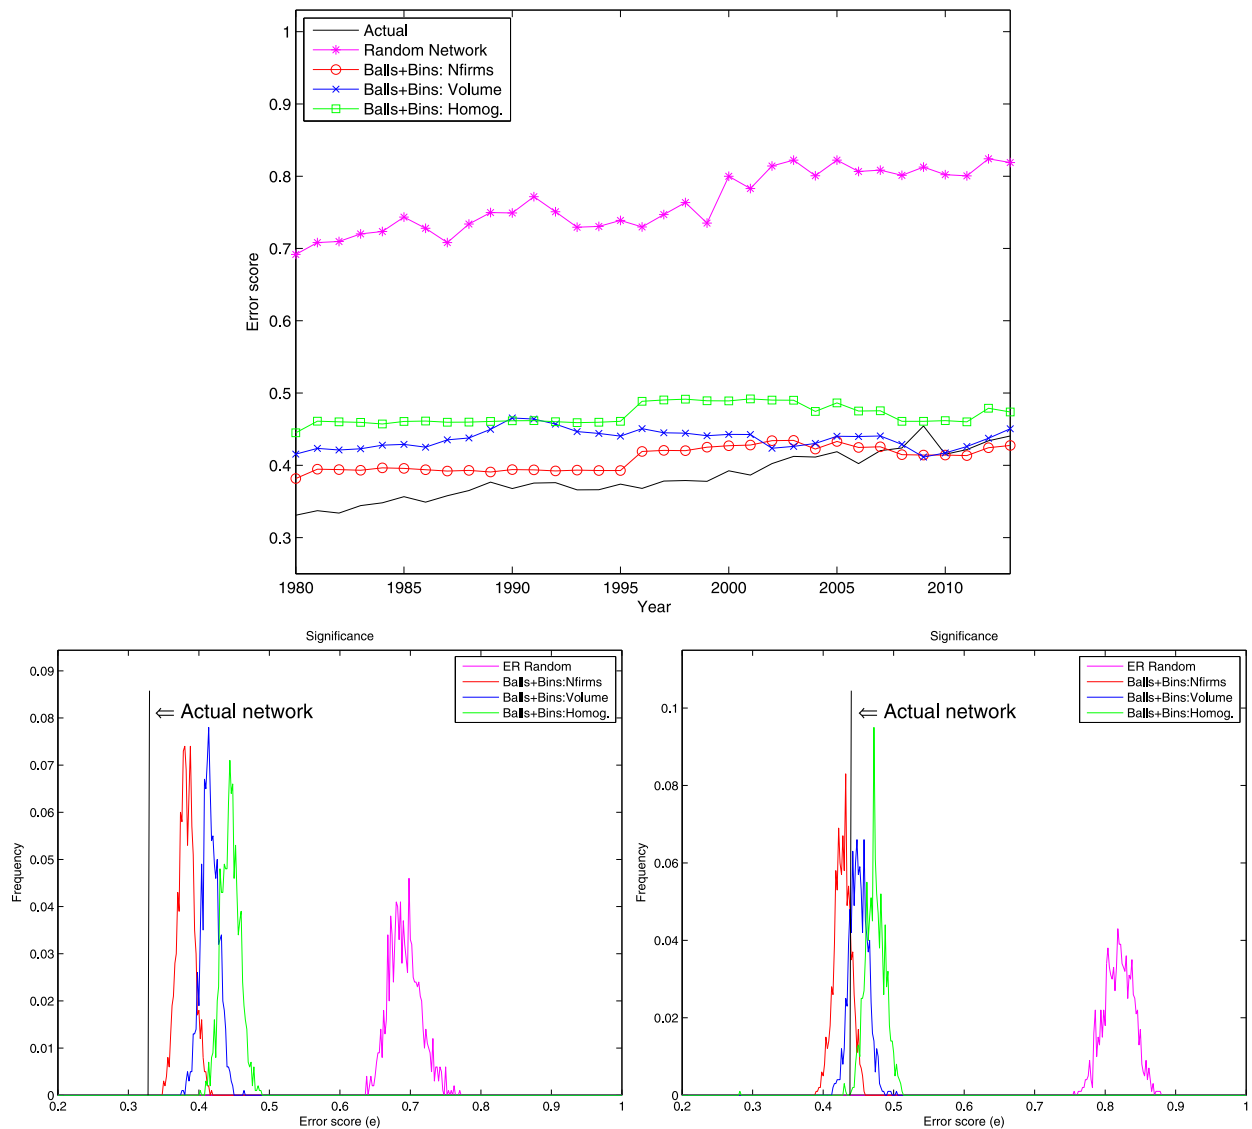 1
0.9
0.8
0.7
0.6
0.5
0.4
0.3
Error score
Actual
Random Network
Balls+Bins: Nfirms
Balls+Bins: Volume
Balls+Bins: Homog.
1980
1985
1990
1995
2000
2005
2010
Year
Significance
0.09
0.08
0.07
0.06
0.05
0.04
0.03
0.02
0.01
0
Frequency
ER Random
Balls+Bins:Nfirms
Balls+Bins:Volume
Balls+Bins:Homog.
⇐ Actual network
0.2
0.3
0.4
0.5
0.6
0.7
0.8
0.9
1
Error score (e)
Significance
0.1
0.08
0.06
0.04
0.02
0
Frequency
ER Random
Balls+Bins:Nfirms
Balls+Bins:Volume
Balls+Bins:Homog.
⇐ Actual network
0.2
0.3
0.4
0.5
0.6
0.7
0.8
0.9
1
Error score (e)